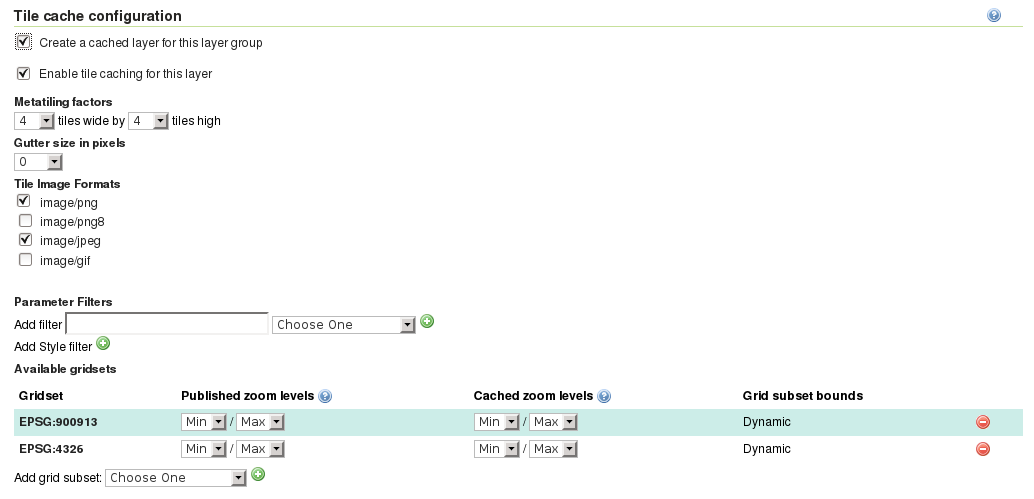 Tile cache configuration
Create a cached layer for this layer group
Enable tile caching for this layer
Metatiling factors
4 tiles wide by 4 tiles high
Gutter size in pixels
0
Tile Image Formats
image/png
image/png8
image/jpeg
image/gif
Parameter Filters
Add filter Choose One
Add Style filter
Available gridsets
Gridset Published zoom levels Cached zoom levels Grid subset bounds
EPSG:900913 Min / Max Min / Max Dynamic
EPSG:4326 Min / Max Min / Max Dynamic
Add grid subset: Choose One